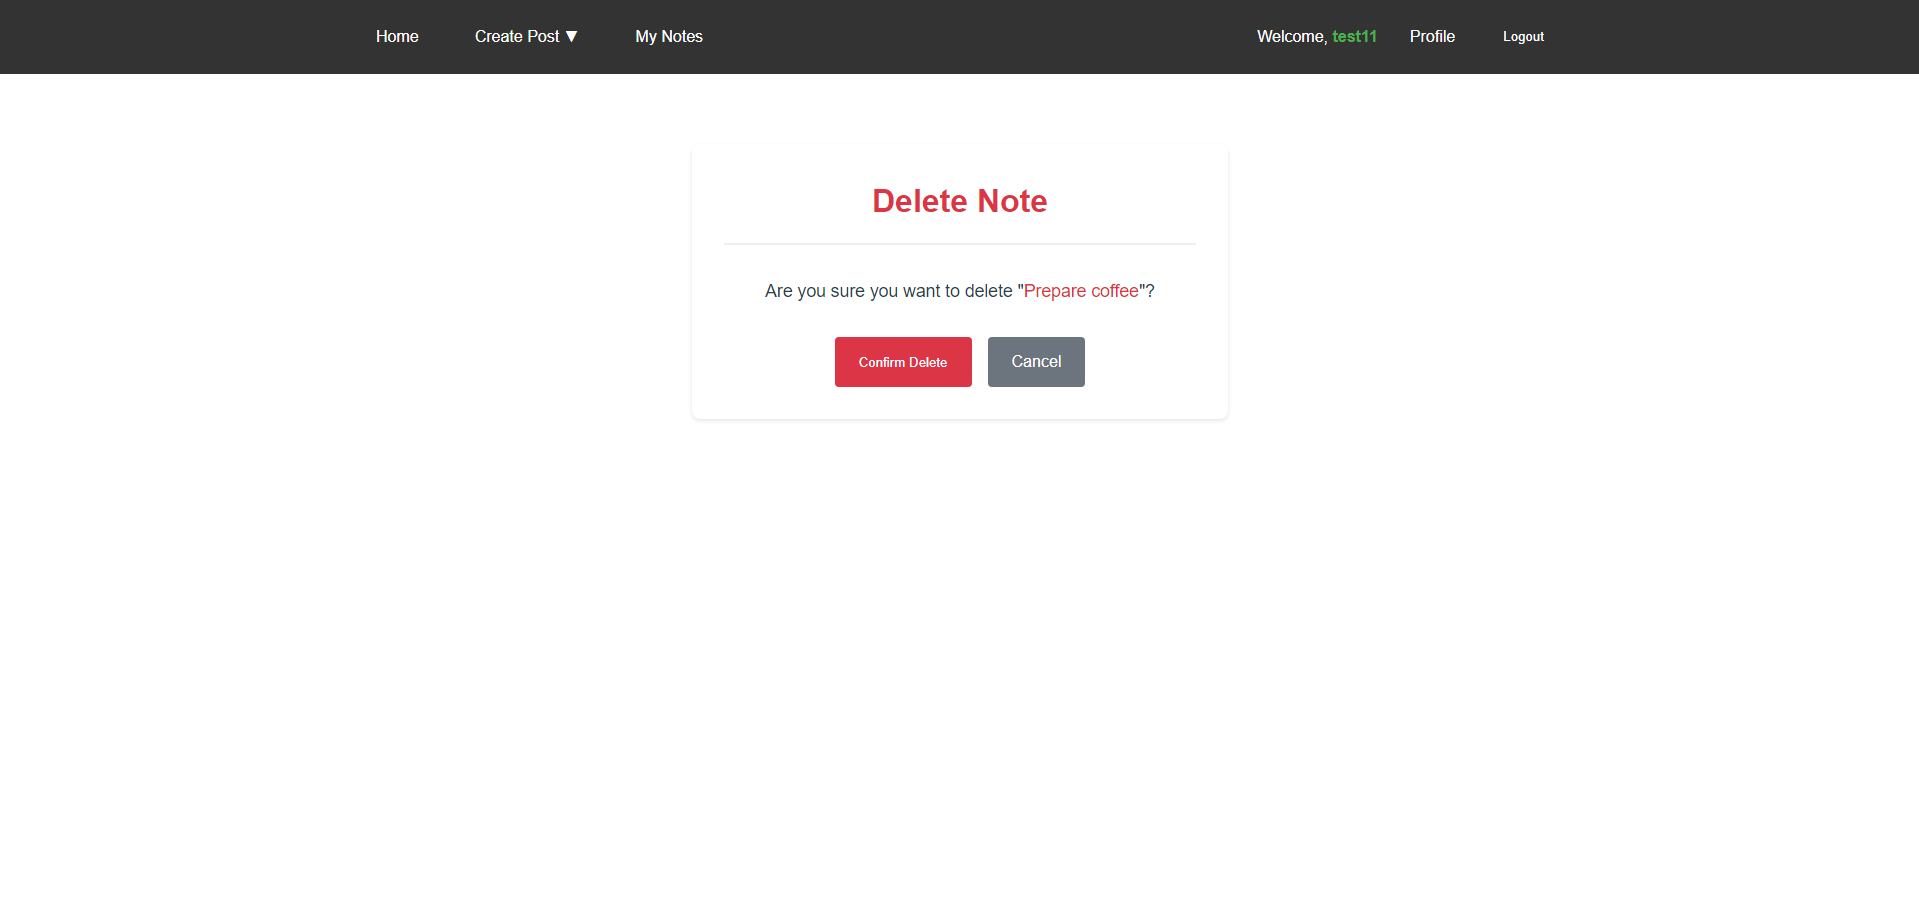 Home Create Post ▼ My Notes Welcome, test11 Profile Logout
Delete Note
Are you sure you want to delete "Prepare coffee"?
Confirm Delete Cancel